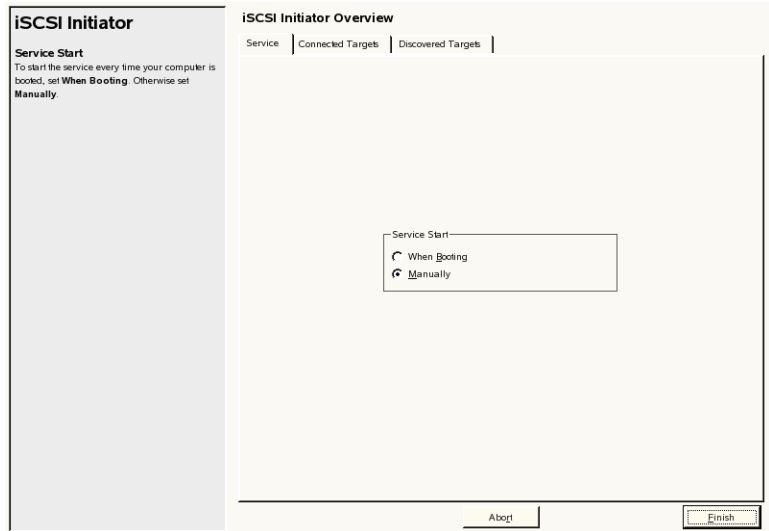 iSCSI Initiator
Service Start
To start the service every time your computer is
booted, set When Booting. Otherwise set
Manually.
iSCSI Initiator Overview
Service
Connected Targets
Discovered Targets
Service Start
When Booting
Manually
Abort
Finish